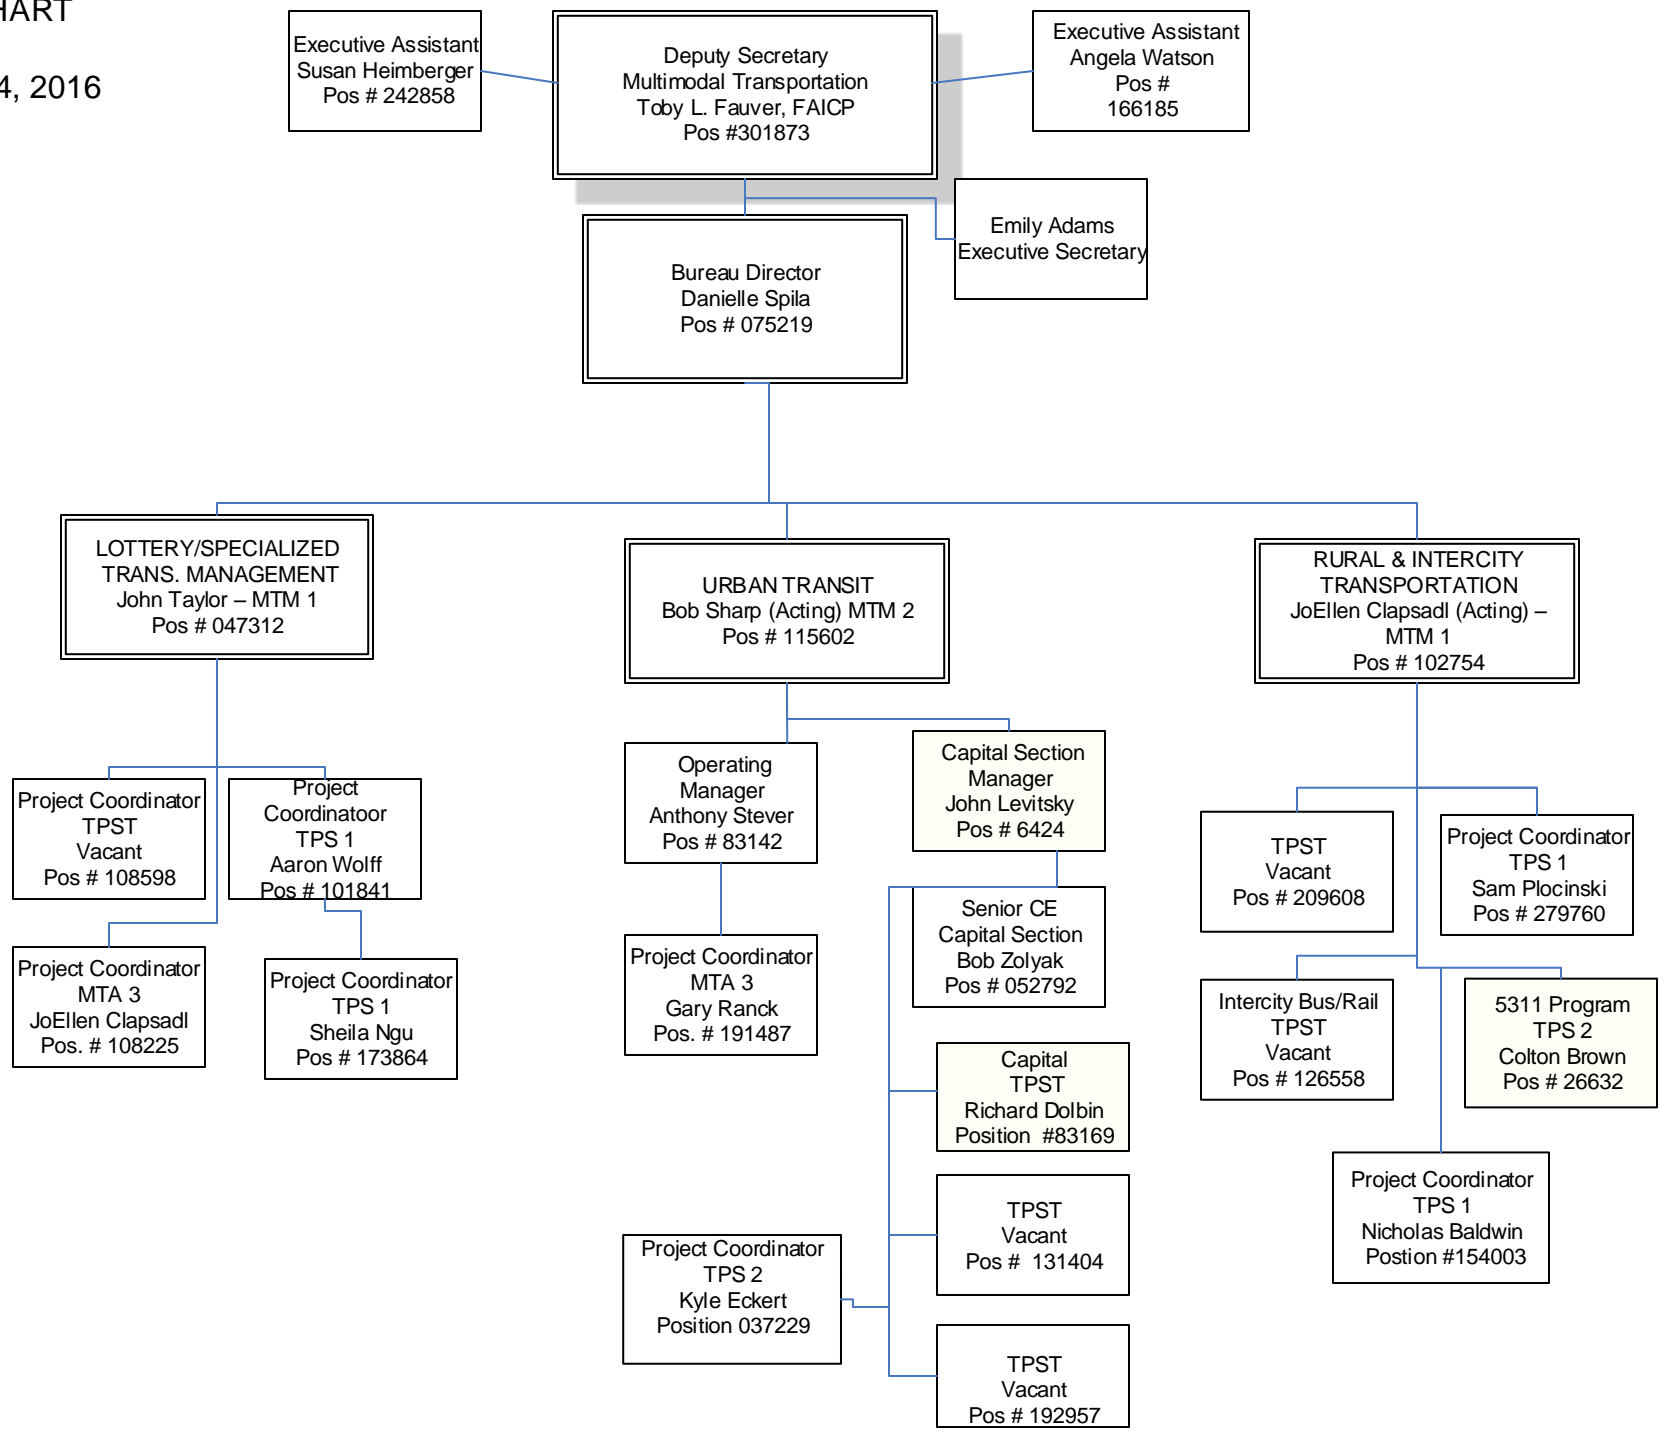 HART
4, 2016
Executive Assistant
Susan Heimberger
Pos # 242858
Deputy Secretary
Multimodal Transportation
Toby L. Fauver, FAICP
Pos #301873
Executive Assistant
Angela Watson
Pos #
166185
Emily Adams
Executive Secretary
Bureau Director
Danielle Spila
Pos # 075219
LOTTERY/SPECIALIZED
TRANS. MANAGEMENT
John Taylor – MTM 1
Pos # 047312
URBAN TRANSIT
Bob Sharp (Acting) MTM 2
Pos # 115602
RURAL & INTERCITY
TRANSPORTATION
JoEllen Clapsadl (Acting) –
MTM 1
Pos # 102754
Project Coordinator
TPST
Vacant
Pos # 108598
Project
Coordinatoor
TPS 1
Aaron Wolff
Pos # 101841
Project Coordinator
MTA 3
JoEllen Clapsadl
Pos. # 108225
Project Coordinator
TPS 1
Sheila Ngu
Pos # 173864
Operating
Manager
Anthony Stever
Pos # 83142
Capital Section
Manager
John Levitsky
Pos # 6424
Project Coordinator
MTA 3
Gary Ranck
Pos. # 191487
Senior CE
Capital Section
Bob Zolyak
Pos # 052792
Capital
TPST
Richard Dolbin
Position #83169
TPST
Vacant
Pos # 131404
Project Coordinator
TPS 2
Kyle Eckert
Position 037229
TPST
Vacant
Pos # 192957
TPST
Vacant
Pos # 209608
Project Coordinator
TPS 1
Sam Plocinski
Pos # 279760
Intercity Bus/Rail
TPST
Vacant
Pos # 126558
5311 Program
TPS 2
Colton Brown
Pos # 26632
Project Coordinator
TPS 1
Nicholas Baldwin
Postion #154003